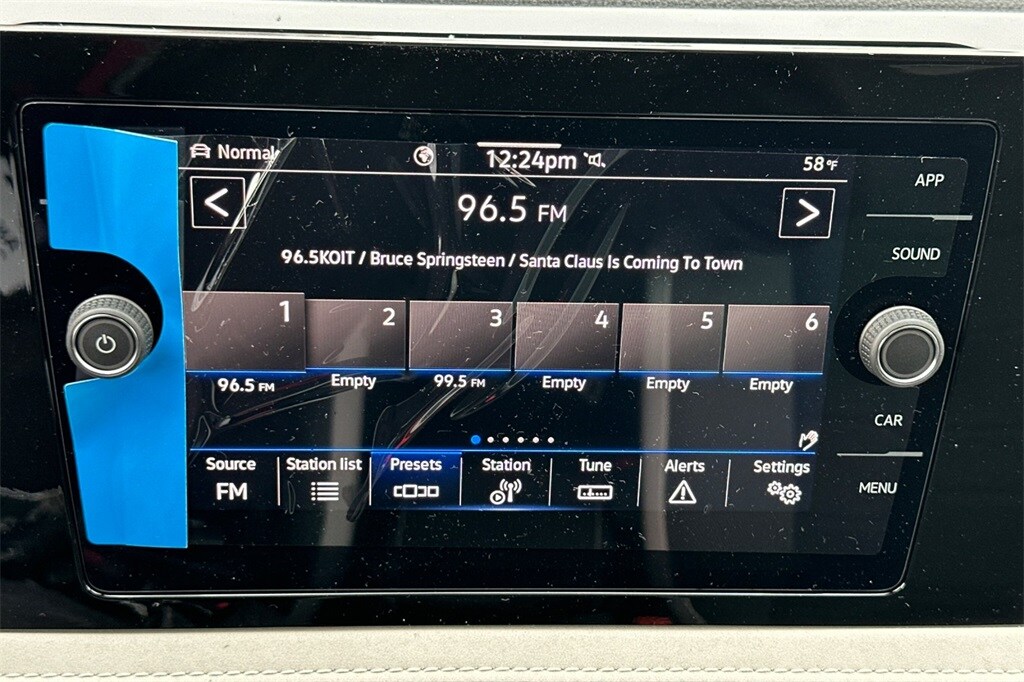 Normal 12:24pm 58°F
APP
< 96.5 FM >
SOUND
96.5KOIT / Bruce Springsteen / Santa Claus Is Coming To Town
1 2 3 4 5 6
96.5 FM Empty 99.5 FM Empty Empty Empty
CAR
Source Station list Presets Station Tune Alerts Settings
FM
MENU